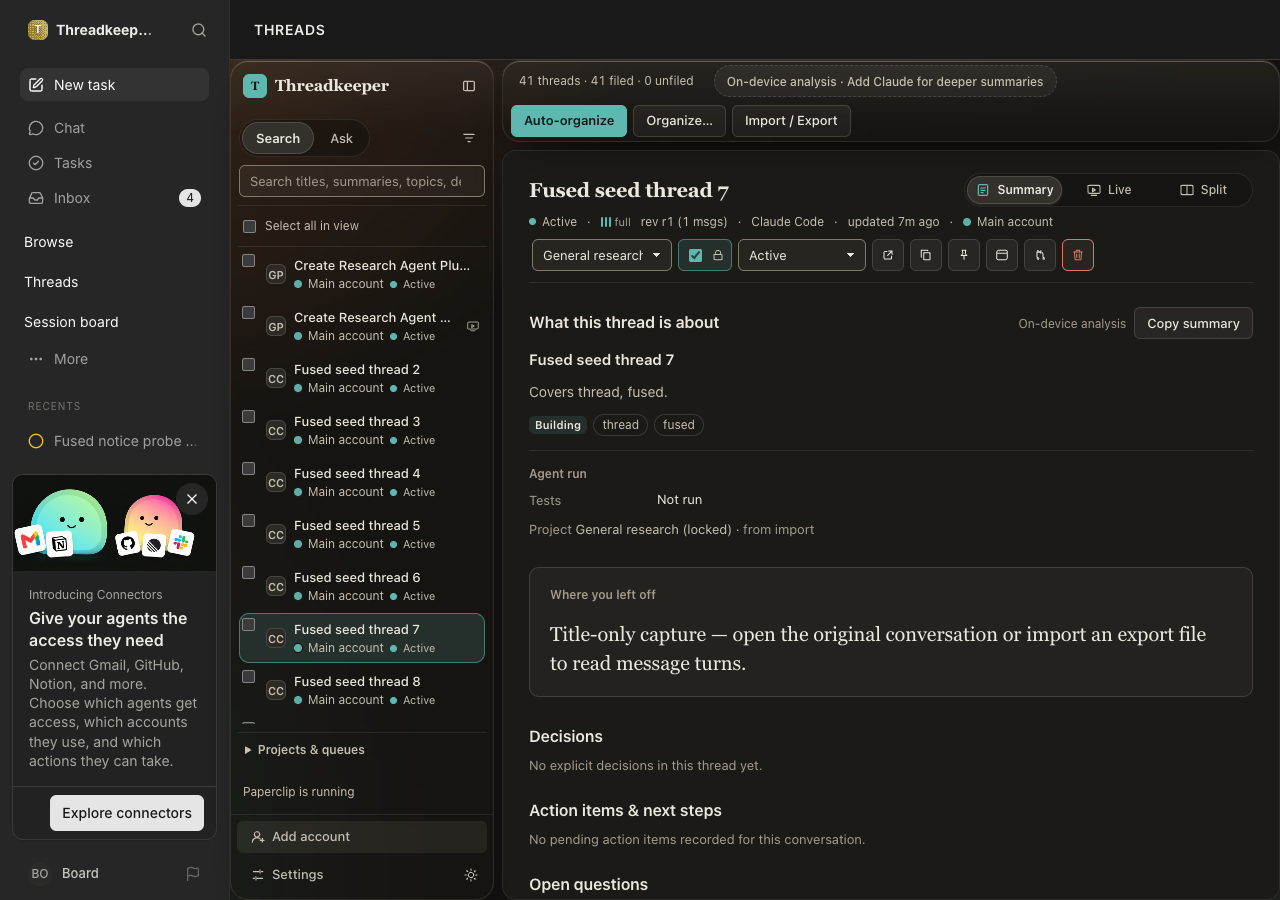 T Threadkeep...
New task
Chat
Tasks
Inbox 4
Browse
Threads
Session board
More
RECENTS
Fused notice probe ...
Introducing Connectors
Give your agents the
access they need
Connect Gmail, GitHub,
Notion, and more.
Choose which agents get
access, which accounts
they use, and which
actions they can take.
Explore connectors
BO Board
THREADS
T Threadkeeper
Search Ask
Search titles, summaries, topics, de
Select all in view
GP Create Research Agent Plu...
Main account Active
GP Create Research Agent ...
Main account Active
CC Fused seed thread 2
Main account Active
CC Fused seed thread 3
Main account Active
CC Fused seed thread 4
Main account Active
CC Fused seed thread 5
Main account Active
CC Fused seed thread 6
Main account Active
CC Fused seed thread 7
Main account Active
CC Fused seed thread 8
Main account Active
Projects & queues
Paperclip is running
Add account
Settings
41 threads · 41 filed · 0 unfiled
On-device analysis · Add Claude for deeper summaries
Auto-organize Organize... Import / Export
Fused seed thread 7
Summary Live Split
Active · full rev r1 (1 msgs) · Claude Code · updated 7m ago · Main account
General research Active
What this thread is about
On-device analysis Copy summary
Fused seed thread 7
Covers thread, fused.
Building thread fused
Agent run
Tests Not run
Project General research (locked) · from import
Where you left off
Title-only capture — open the original conversation or import an export file
to read message turns.
Decisions
No explicit decisions in this thread yet.
Action items & next steps
No pending action items recorded for this conversation.
Open questions